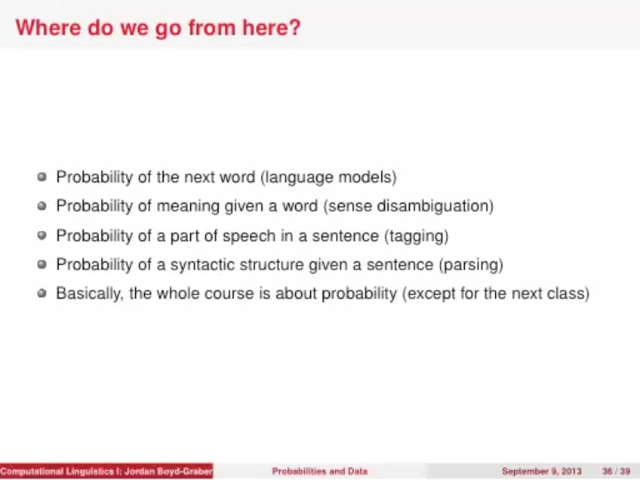 Where do we go from here?
Probability of the next word (language models)
Probability of meaning given a word (sense disambiguation)
Probability of a part of speech in a sentence (tagging)
Probability of a syntactic structure given a sentence (parsing)
Basically, the whole course is about probability (except for the next class)
Computational Linguistics I: Jordan Boyd-Graber Probabilities and Data September 9, 2013 36 / 39